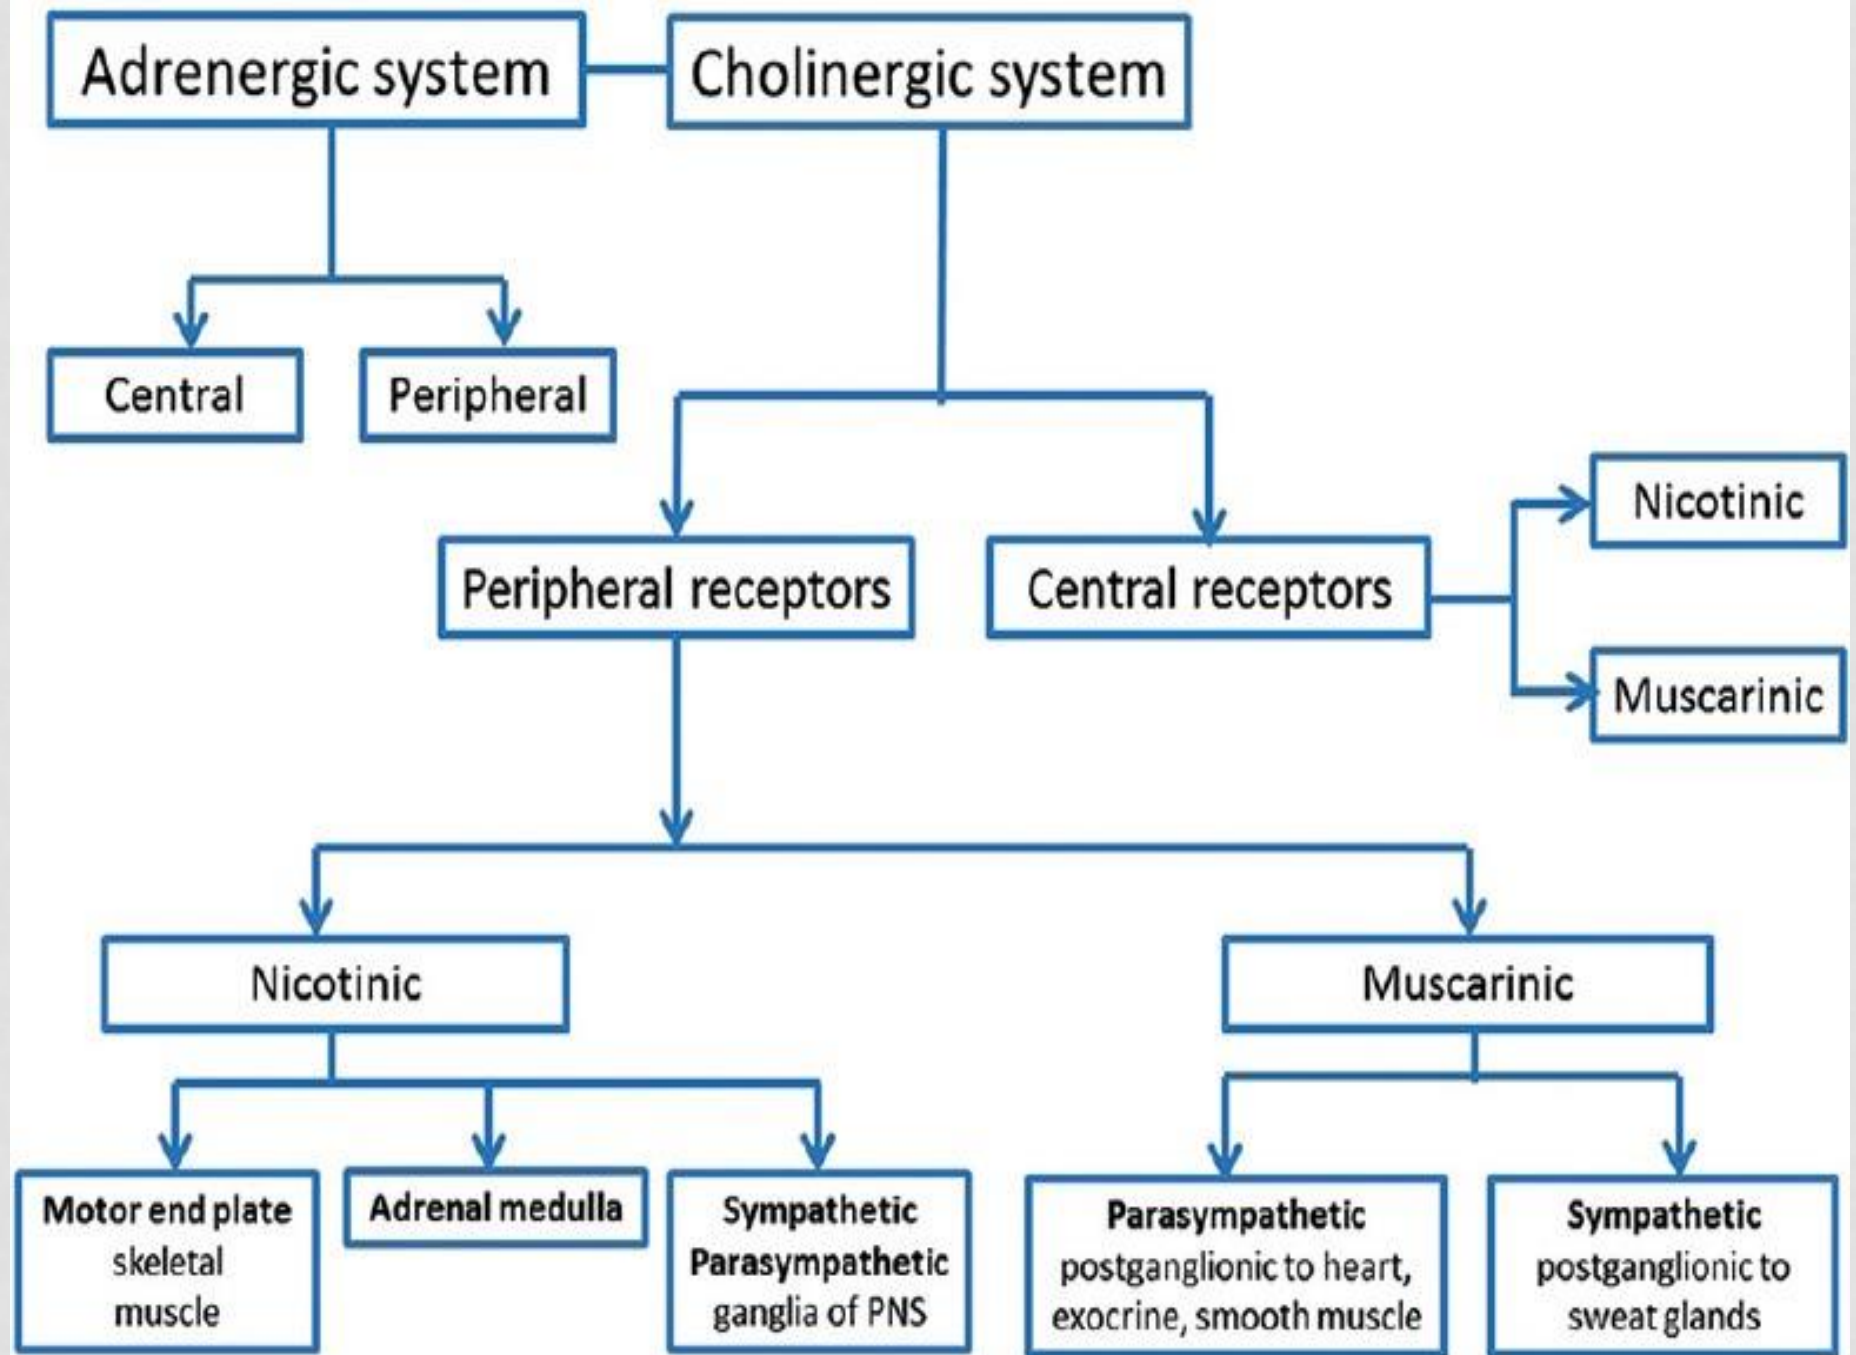 Adrenergic system
Cholinergic system
Central
Peripheral
Nicotinic
Peripheral receptors
Central receptors
Muscarinic
Nicotinic
Muscarinic
Motor end plate
skeletal
muscle
Adrenal medulla
Sympathetic
Parasympathetic
ganglia of PNS
Parasympathetic
postganglionic to heart,
exocrine, smooth muscle
Sympathetic
postganglionic to
sweat glands